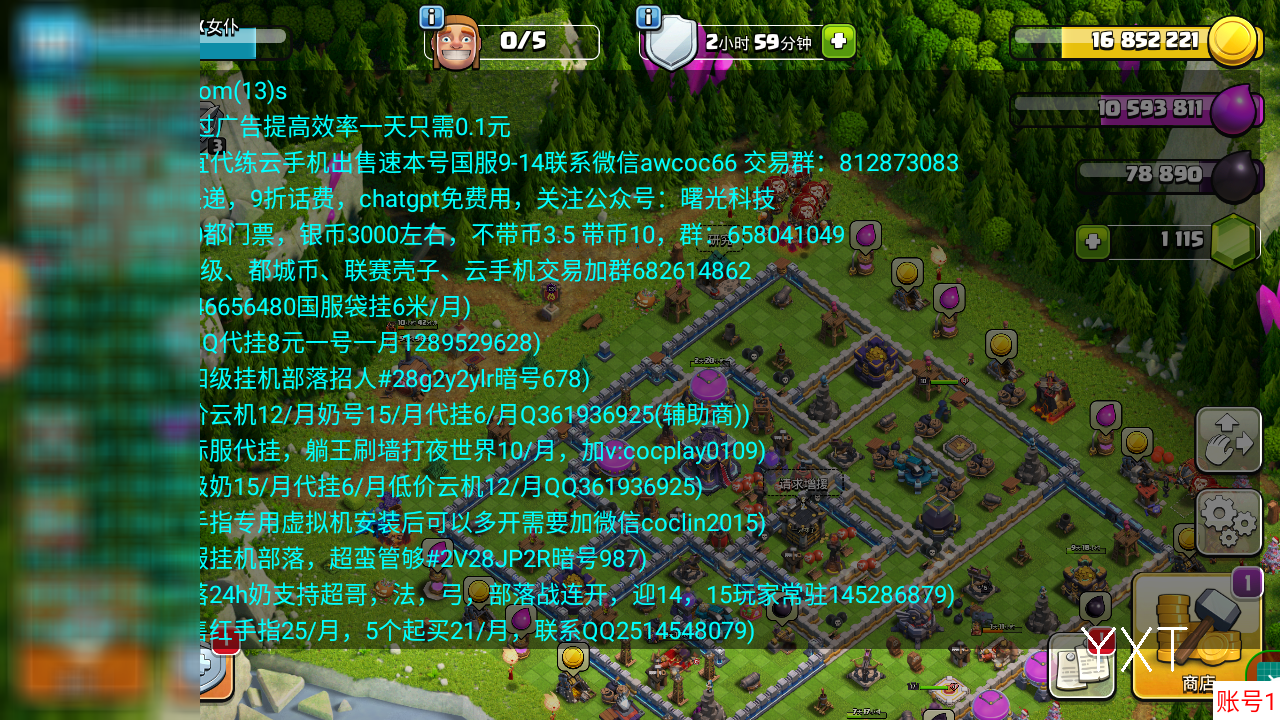 女仆
0/5
2小时 59分钟
16 852 221
om(13)s
10 593 811
过广告提高效率一天只需0.1元
3
宜代练云手机出售速本号国服9-14联系微信awcoc66 交易群：812873083
78 890
递，9折话费，chatgpt免费用，关注公众号：曙光科技
都门票，银币3000左右，不带币3.5 带币10，群：658041049
1 115
级、都城币、联赛壳子、云手机交易加群682614862
46656480国服袋挂6米/月)
Q代挂8元一号一月1289529628)
四级挂机部落招人#28g2y2ylr暗号678)
价云机12/月奶号15/月代挂6/月Q361936925(辅助商))
际服代挂，躺王刷墙打夜世界10/月，加v:cocplay0109)
级奶15/月代挂6/月低价云机12/月QQ361936925)
请求增援
手指专用虚拟机安装后可以多开需要加微信coclin2015)
服挂机部落，超蛮管够#2V28JP2R暗号987)
落24h奶支持超哥，法，弓，部落战连开，迎14，15玩家常驻145286879)
1
售红手指25/月，5个起买21/月，联系QQ2514548079)
1
YXT
商店
账号1